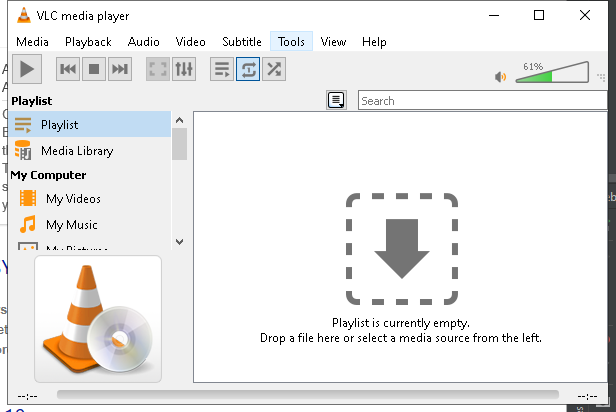 VLC media player
Media Playback Audio Video Subtitle Tools View Help
61%
Playlist
Search
Playlist
Media Library
My Computer
My Videos
My Music
My Pictures
Playlist is currently empty.
Drop a file here or select a media source from the left.
--:-- --:--